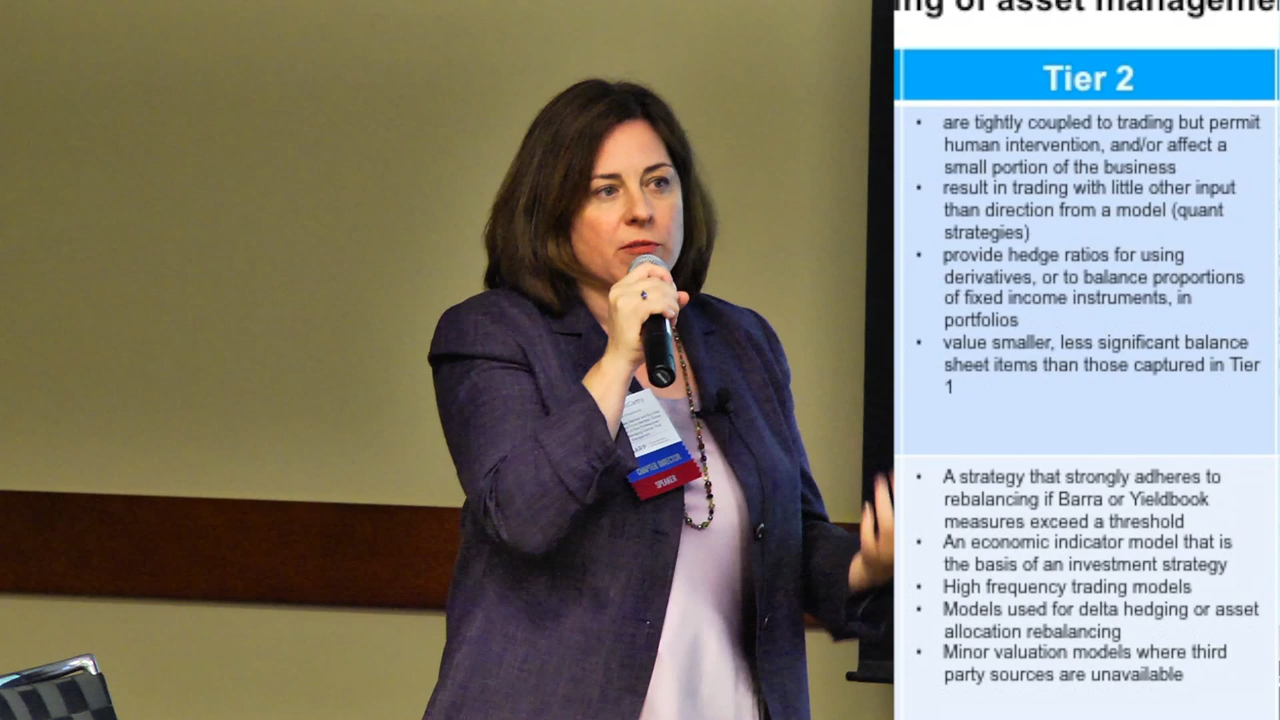 CHAPTER DIRECTOR
SPEAKER
ing of asset manageme
Tier 2
• are tightly coupled to trading but permit
human intervention, and/or affect a
small portion of the business
• result in trading with little other input
than direction from a model (quant
strategies)
• provide hedge ratios for using
derivatives, or to balance proportions
of fixed income instruments, in
portfolios
• value smaller, less significant balance
sheet items than those captured in Tier
1
• A strategy that strongly adheres to
rebalancing if Barra or Yieldbook
measures exceed a threshold
• An economic indicator model that is
the basis of an investment strategy
• High frequency trading models
• Models used for delta hedging or asset
allocation rebalancing
• Minor valuation models where third
party sources are unavailable